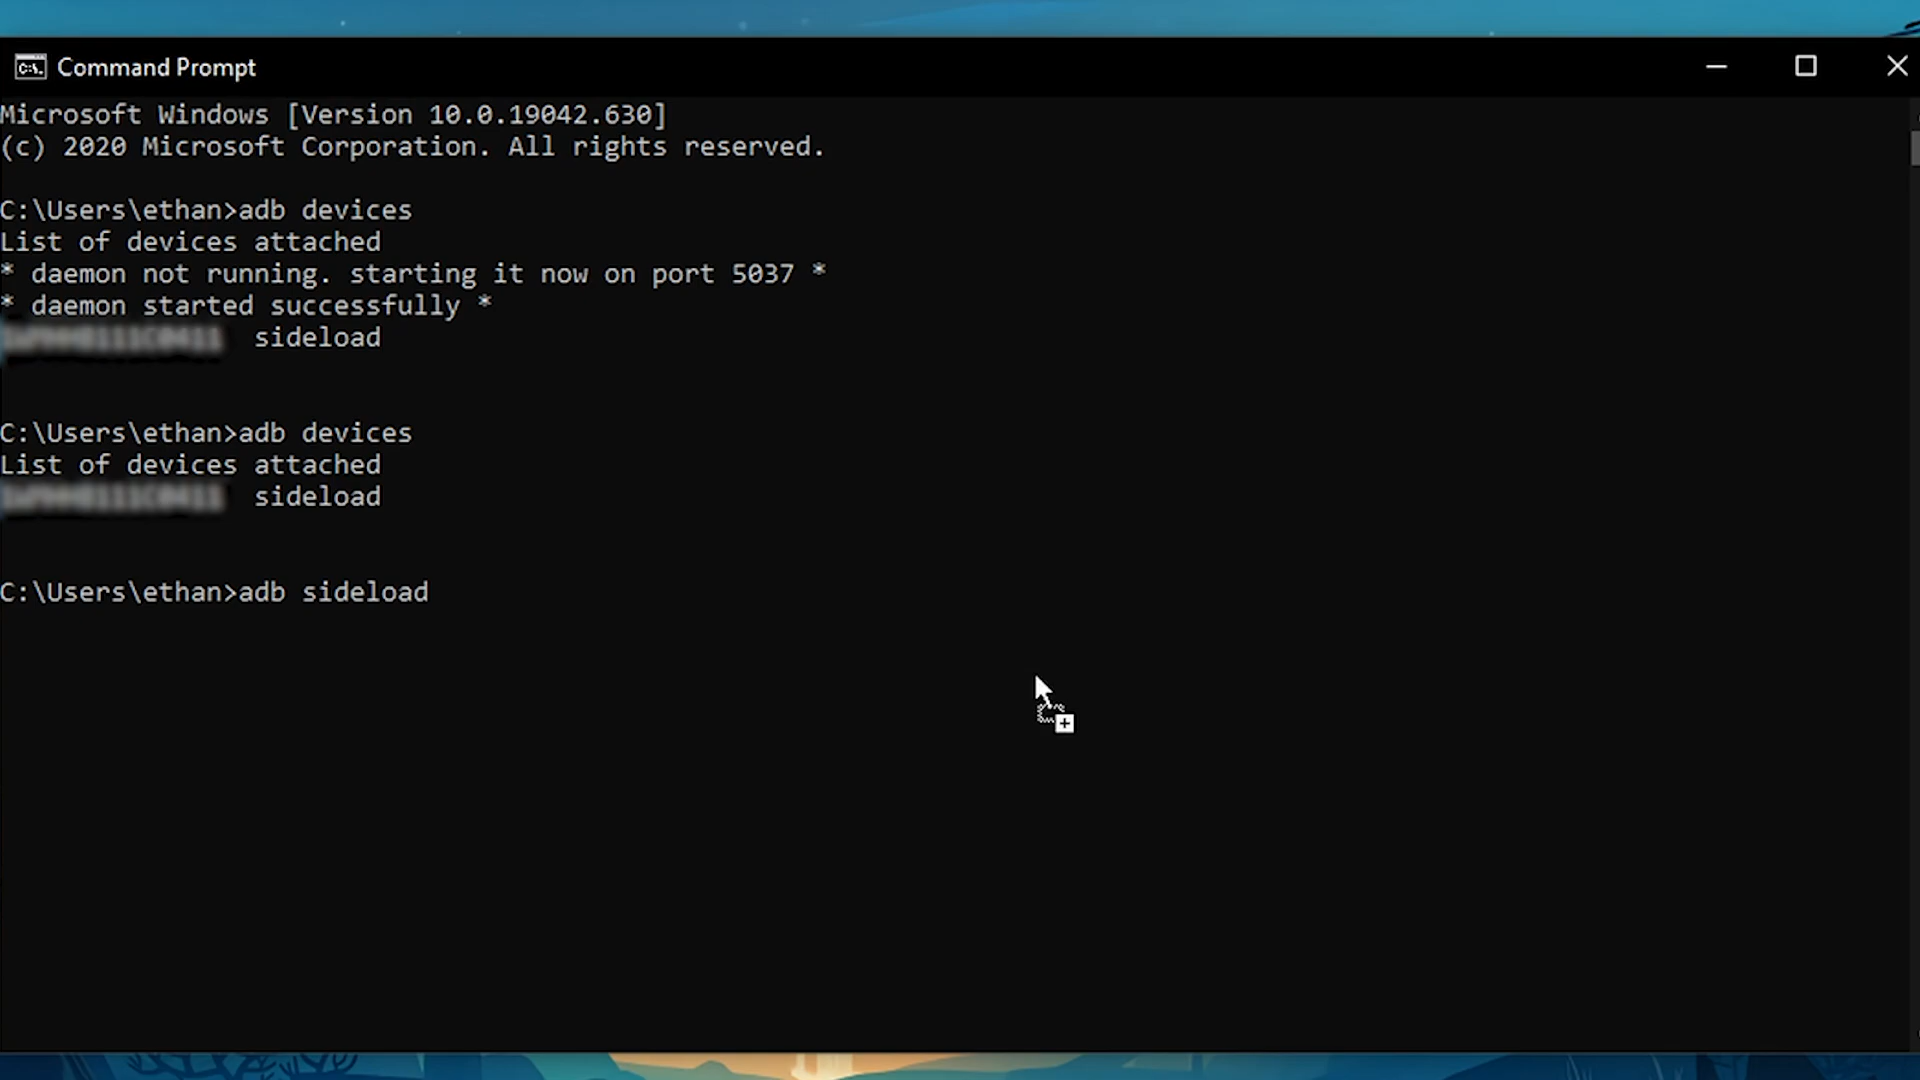 Command Prompt
Microsoft Windows [Version 10.0.19042.630]
(c) 2020 Microsoft Corporation. All rights reserved.
C:\Users\ethan>adb devices
List of devices attached
* daemon not running. starting it now on port 5037 *
* daemon started successfully *
sideload
C:\Users\ethan>adb devices
List of devices attached
sideload
C:\Users\ethan>adb sideload